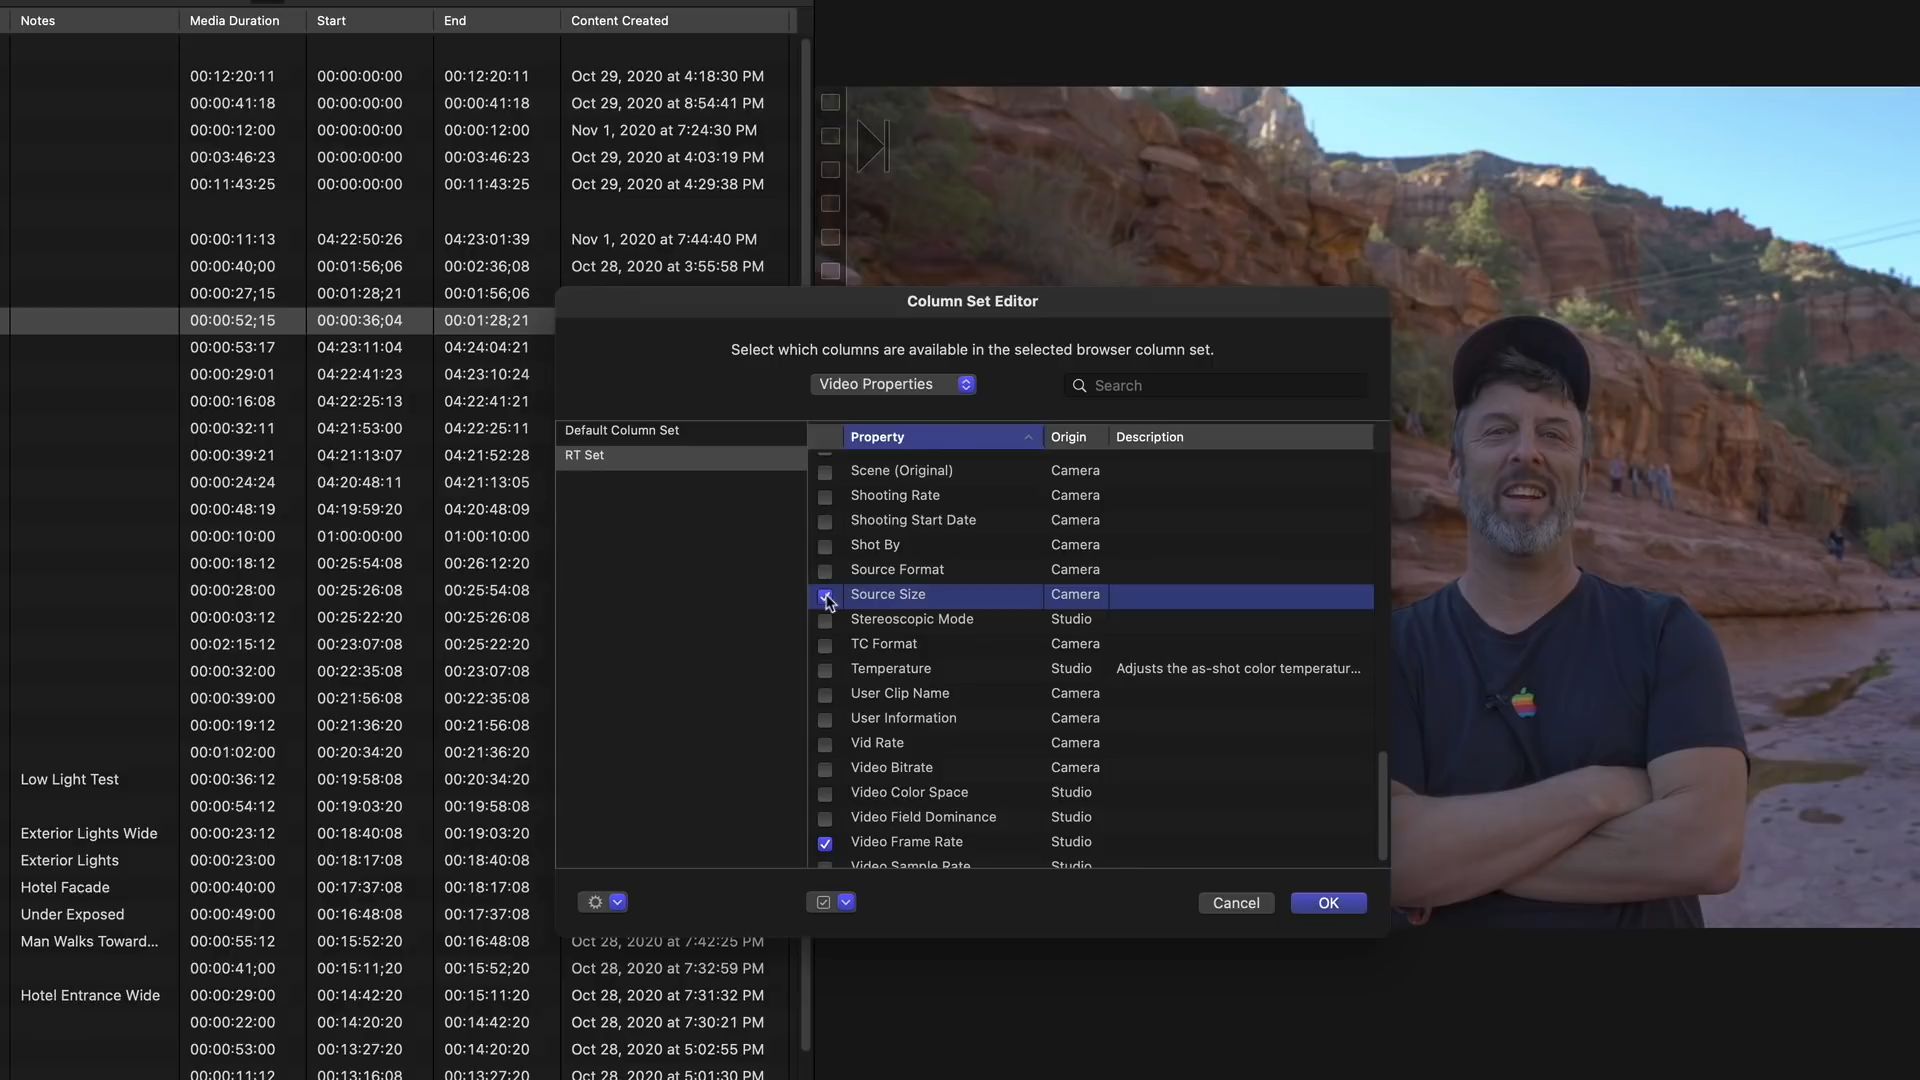 Notes Media Duration Start End Content Created
00:12:20:11 00:00:00:00 00:12:20:11 Oct 29, 2020 at 4:18:30 PM
00:00:41:18 00:00:00:00 00:00:41:18 Oct 29, 2020 at 8:54:41 PM
00:00:12:00 00:00:00:00 00:00:12:00 Nov 1, 2020 at 7:24:30 PM
00:03:46:23 00:00:00:00 00:03:46:23 Oct 29, 2020 at 4:03:19 PM
00:11:43:25 00:00:00:00 00:11:43:25 Oct 29, 2020 at 4:29:38 PM
00:00:11:13 04:22:50:26 04:23:01:39 Nov 1, 2020 at 7:44:40 PM
00:00:40;00 00:01:56;06 00:02:36;08 Oct 28, 2020 at 3:55:58 PM
00:00:27;15 00:01:28;21 00:01:56;06
00:00:52;15 00:00:36;04 00:01:28;21
00:00:53:17 04:23:11:04 04:24:04:21
00:00:29:01 04:22:41:23 04:23:10:24
00:00:16:08 04:22:25:13 04:22:41:21
00:00:32:11 04:21:53:00 04:22:25:11
00:00:39:21 04:21:13:07 04:21:52:28
00:00:24:24 04:20:48:11 04:21:13:05
00:00:48:19 04:19:59:20 04:20:48:09
00:00:10:00 01:00:00:00 01:00:10:00
00:00:18:12 00:25:54:08 00:26:12:20
00:00:28:00 00:25:26:08 00:25:54:08
00:00:03:12 00:25:22:20 00:25:26:08
00:02:15:12 00:23:07:08 00:25:22:20
00:00:32:00 00:22:35:08 00:23:07:08
00:00:39:00 00:21:56:08 00:22:35:08
00:00:19:12 00:21:36:20 00:21:56:08
00:01:02:00 00:20:34:20 00:21:36:20
Low Light Test 00:00:36:12 00:19:58:08 00:20:34:20
00:00:54:12 00:19:03:20 00:19:58:08
Exterior Lights Wide 00:00:23:12 00:18:40:08 00:19:03:20
Exterior Lights 00:00:23:00 00:18:17:08 00:18:40:08
Hotel Facade 00:00:40:00 00:17:37:08 00:18:17:08
Under Exposed 00:00:49:00 00:16:48:08 00:17:37:08
Man Walks Toward... 00:00:55:12 00:15:52:20 00:16:48:08 Oct 28, 2020 at 7:42:25 PM
00:00:41;00 00:15:11;20 00:15:52;20 Oct 28, 2020 at 7:32:59 PM
Hotel Entrance Wide 00:00:29:00 00:14:42:20 00:15:11:20 Oct 28, 2020 at 7:31:32 PM
00:00:22:00 00:14:20:20 00:14:42:20 Oct 28, 2020 at 7:30:21 PM
00:00:53:00 00:13:27:20 00:14:20:20 Oct 28, 2020 at 5:02:55 PM
00:00:11:12 00:13:16:08 00:13:27:20 Oct 28, 2020 at 5:01:30 PM
Column Set Editor
Select which columns are available in the selected browser column set.
Video Properties Search
Default Column Set
RT Set
Property Origin Description
Scene (Original) Camera
Shooting Rate Camera
Shooting Start Date Camera
Shot By Camera
Source Format Camera
Source Size Camera
Stereoscopic Mode Studio
TC Format Camera
Temperature Studio Adjusts the as-shot color temperatur...
User Clip Name Camera
User Information Camera
Vid Rate Camera
Video Bitrate Camera
Video Color Space Studio
Video Field Dominance Studio
Video Frame Rate Studio
Video Sample Rate Studio
Cancel OK